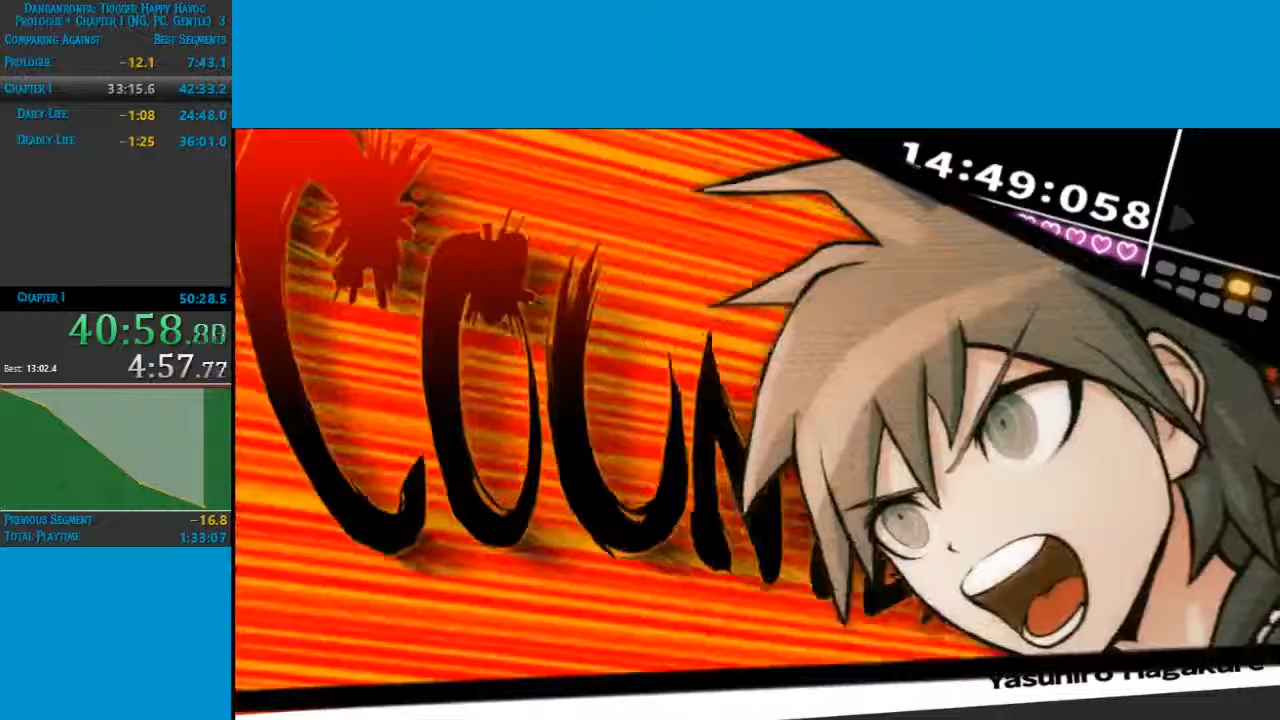 Danganronpa: Trigger Happy Havoc
Prologue + Chapter 1 (NG, PC, Gentle) 3
Comparing Against Best Segments
Prologue -12.1 7:43.1
Chapter 1 33:15.6 42:33.2
Daily Life -1:08 24:48.0
Deadly Life -1:25 36:01.0
Chapter 1 50:28.5
40:58.80
Best: 13:02.4 4:57.77
Previous Segment -16.8
Total Playtime 1:33:07
14:49:058
COUN
Yasuhiro Hagakure